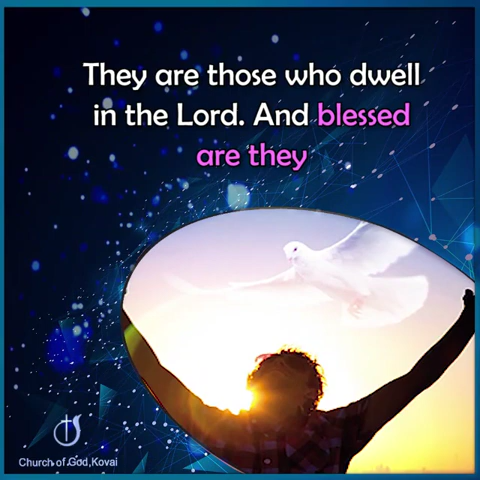 They are those who dwell
in the Lord. And blessed
are they
Church of God,Kovai